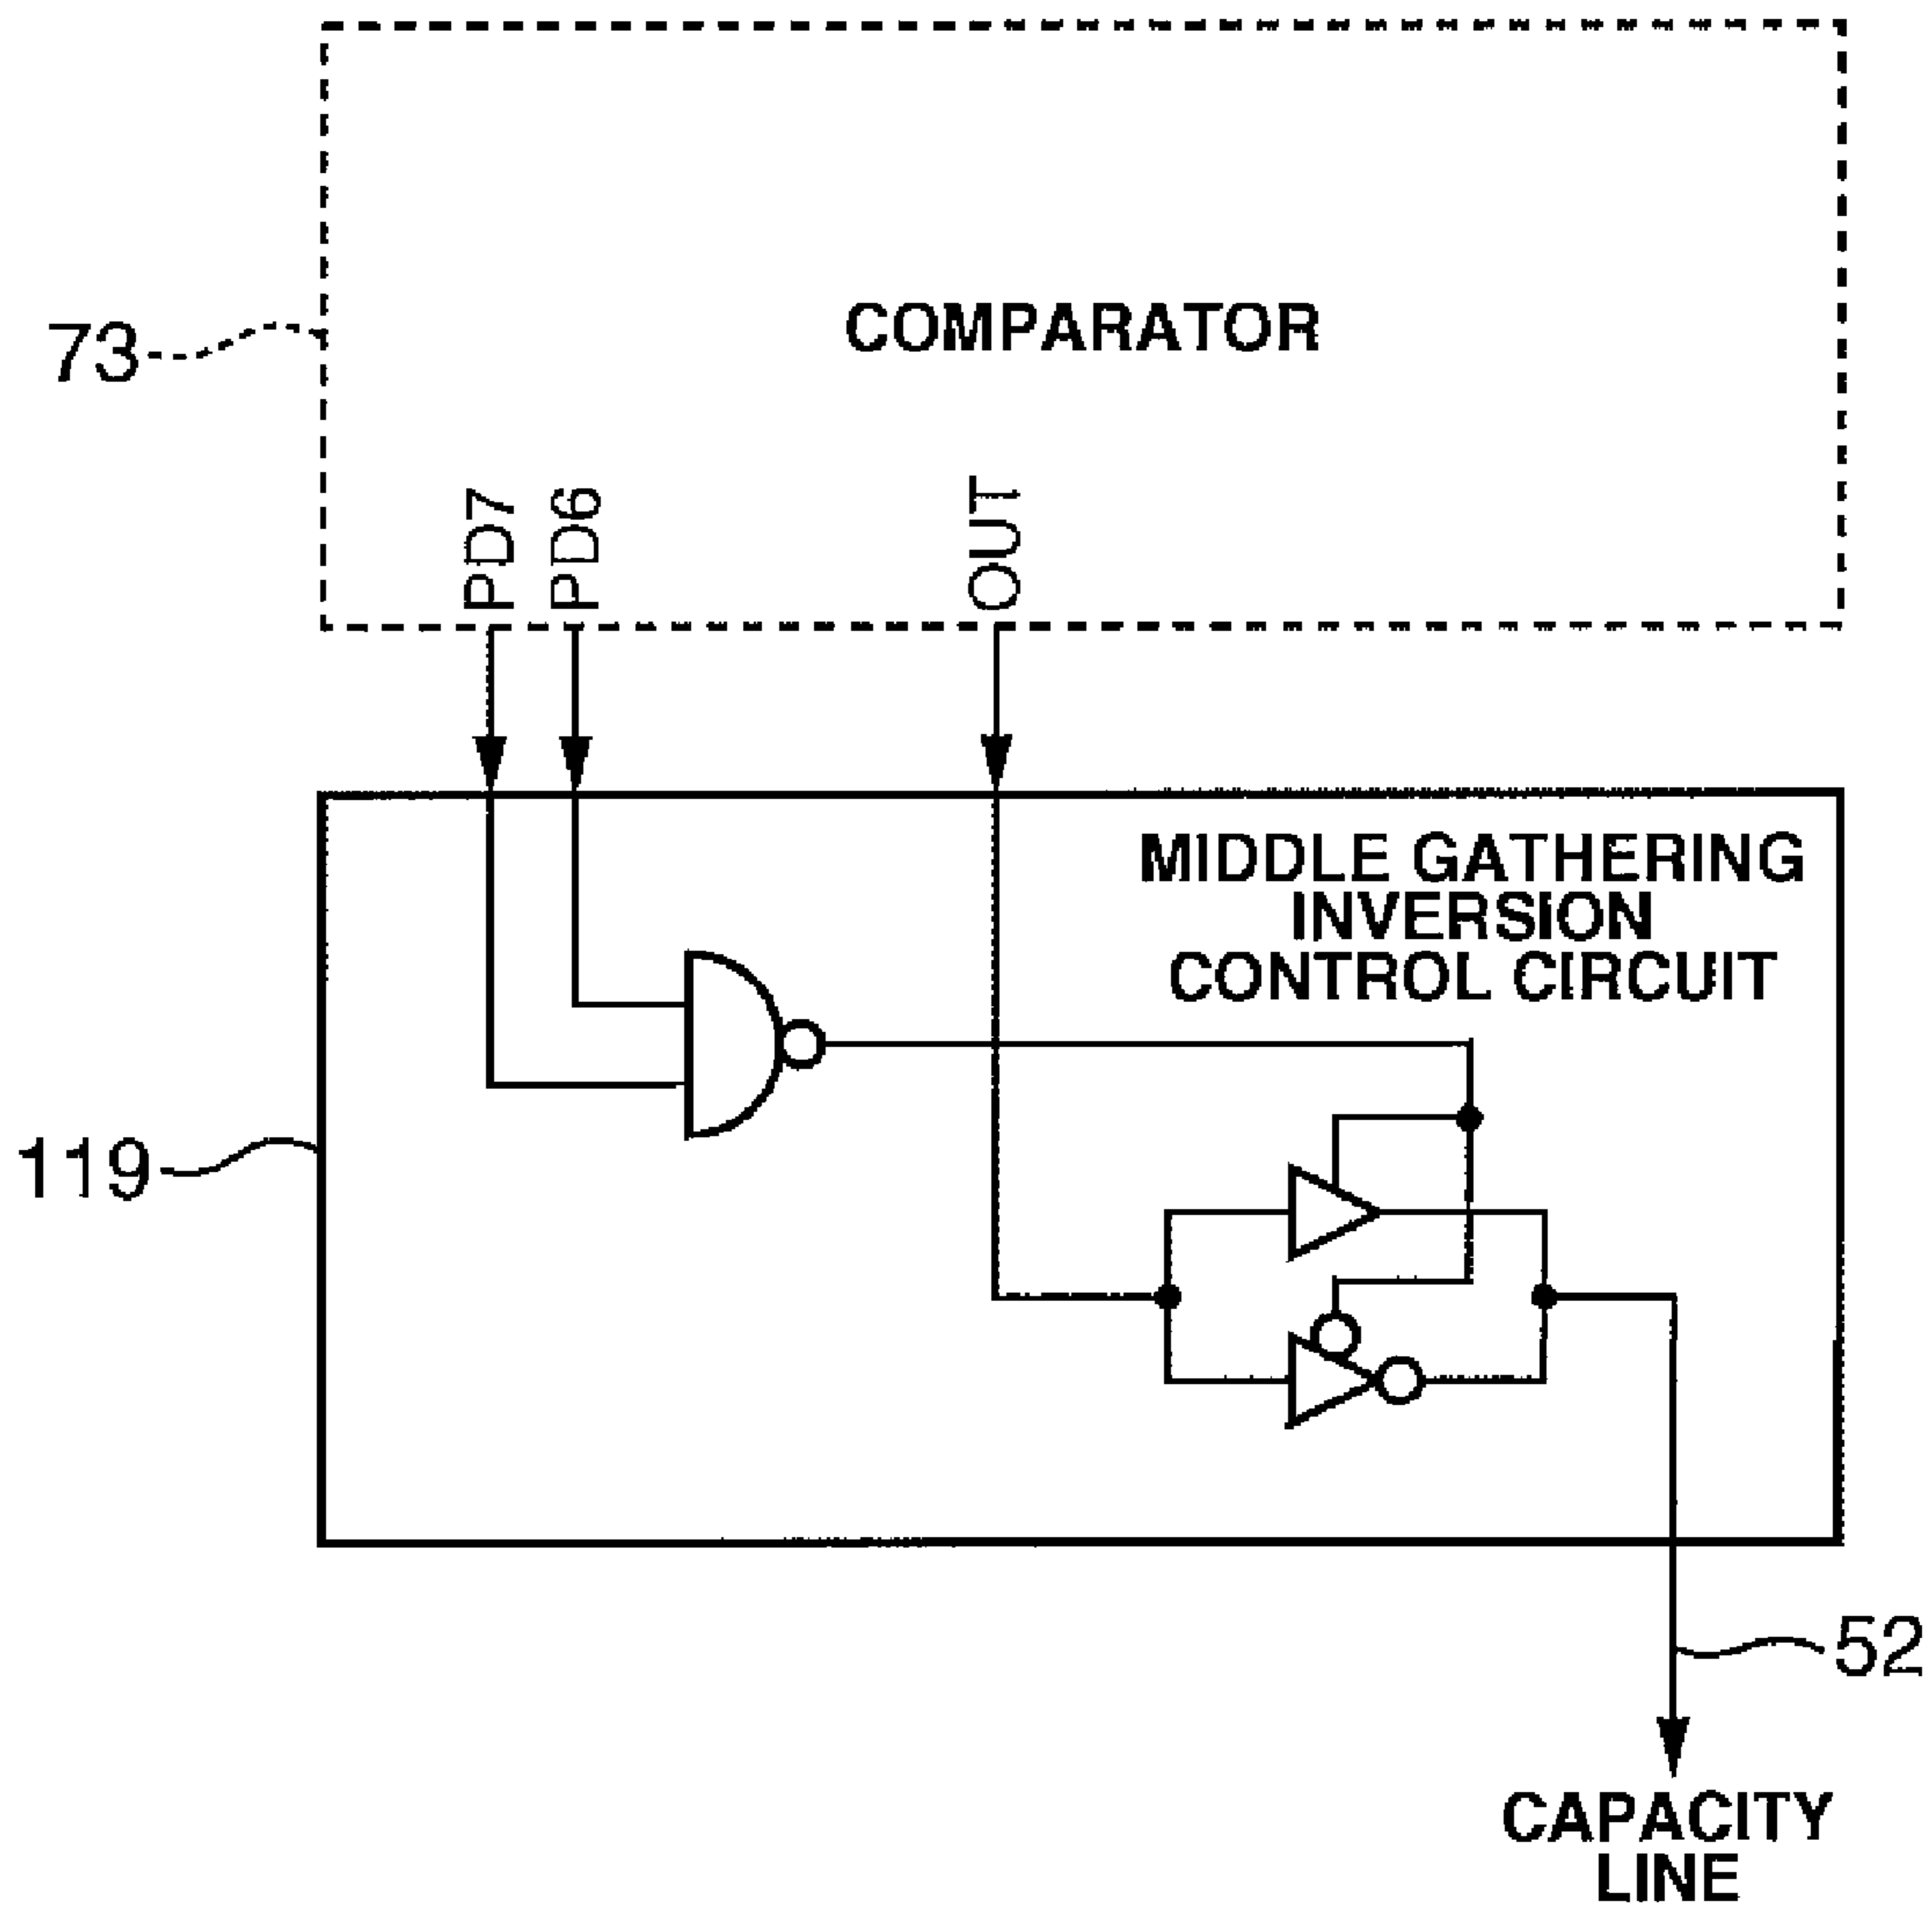 COMPARATOR
73
PD7
PD6
OUT
MIDDLE GATHERING
INVERSION
CONTROL CIRCUIT
119
52
CAPACITY
LINE